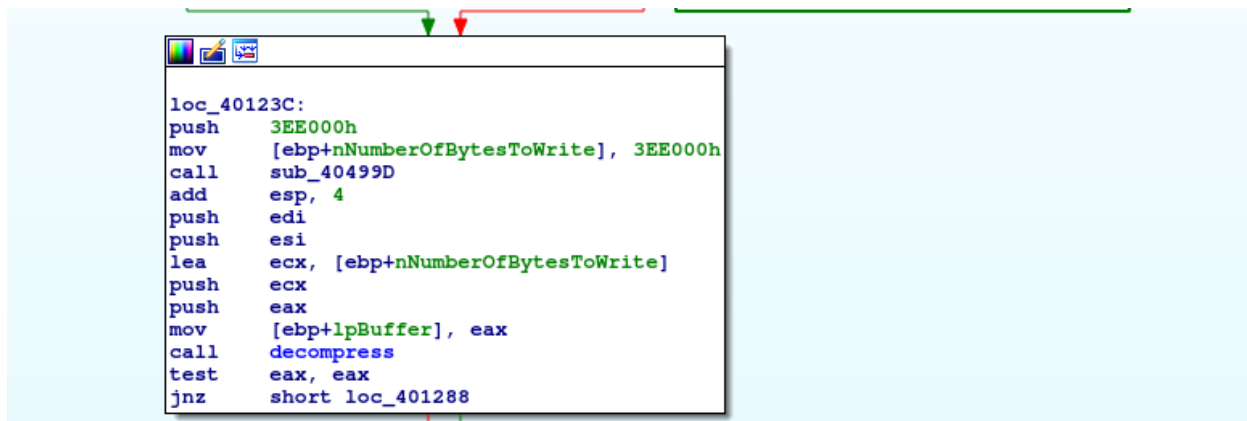 loc_40123C:
push 3EE000h
mov [ebp+nNumberOfBytesToWrite], 3EE000h
call sub_40499D
add esp, 4
push edi
push esi
lea ecx, [ebp+nNumberOfBytesToWrite]
push ecx
push eax
mov [ebp+lpBuffer], eax
call decompress
test eax, eax
jnz short loc_401288